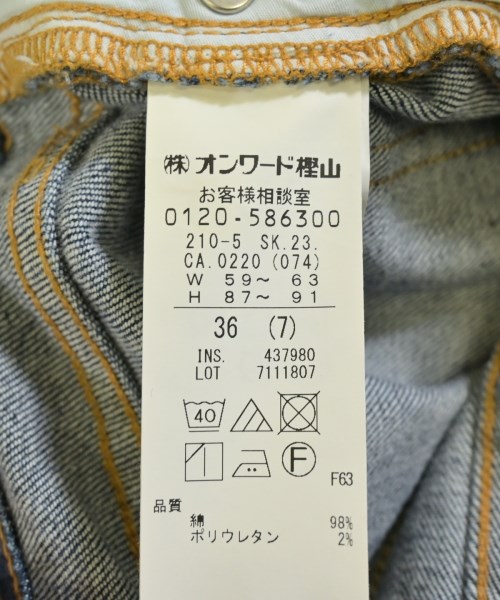 (株)オンワード樫山
お客様相談室
0120-586300
210-5 SK.23.
CA.0220 (074)
W 59～ 63
H 87～ 91
36 (7)
INS. 437980
LOT 7111807
40
F
F63
品質
綿 98%
ポリウレタン 2%